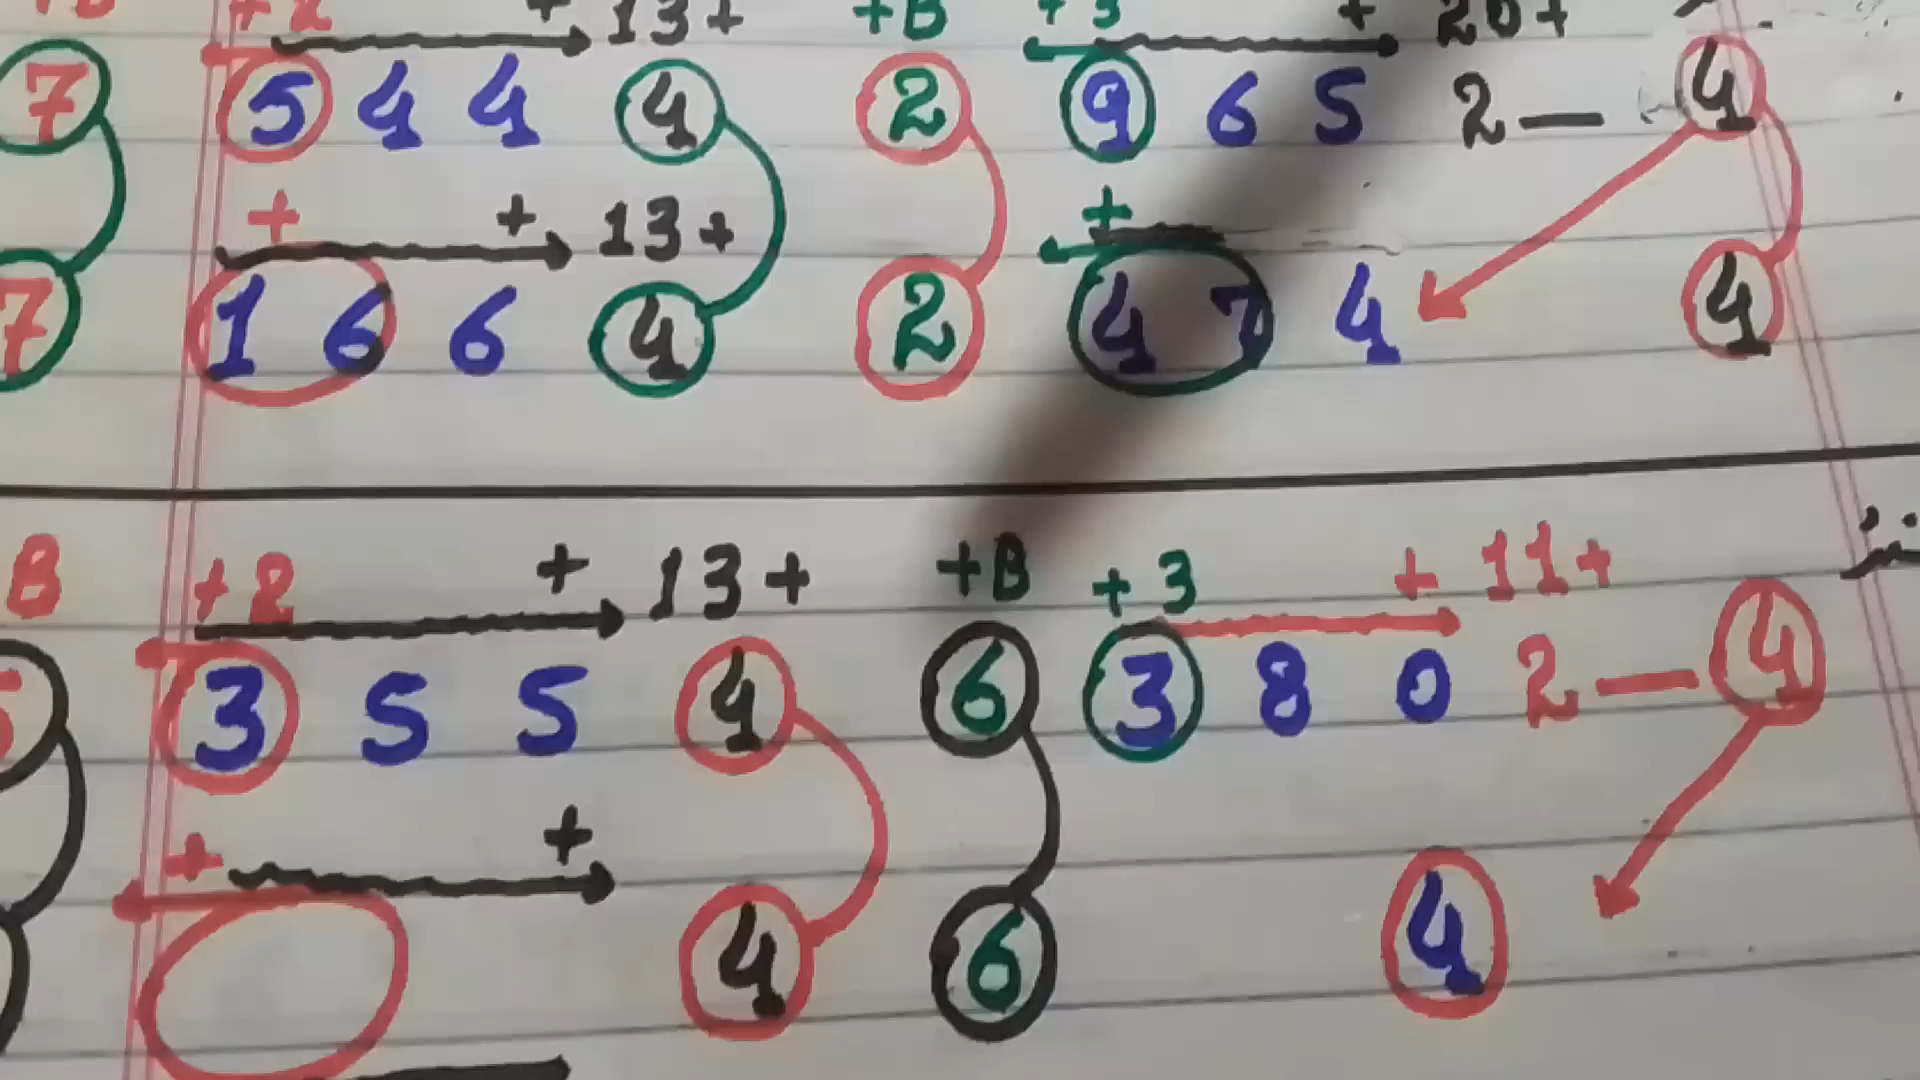 +B +2 + 13+ +B +3 + 20+
7 5 4 4 4 2 9 6 5 2 — 4
+ + 13+ +
7 1 6 6 4 2 4 7 4 4
B +2 + 13+ +B +3 + 11+
3 5 5 4 6 3 8 0 2 — 4
+ +
4 6 4